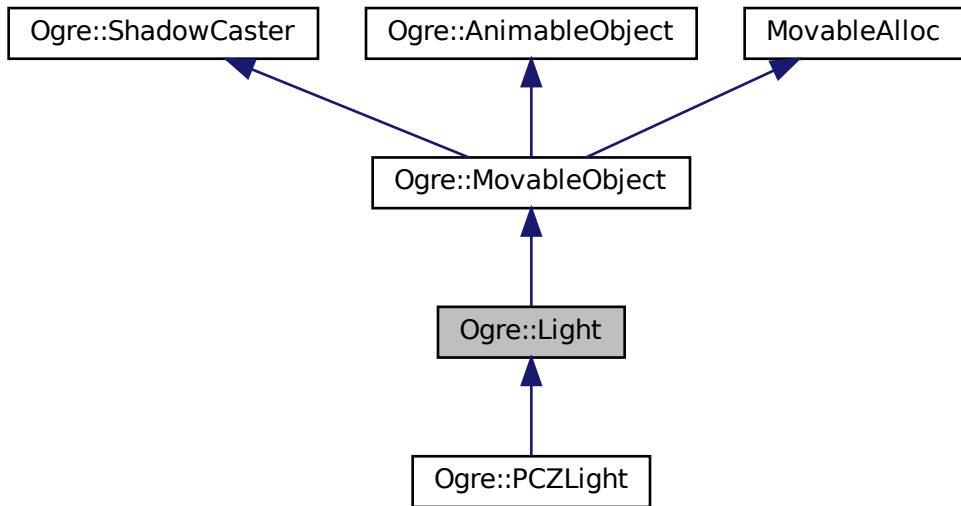 Ogre::ShadowCaster
Ogre::AnimableObject
MovableAlloc
Ogre::MovableObject
Ogre::Light
Ogre::PCZLight